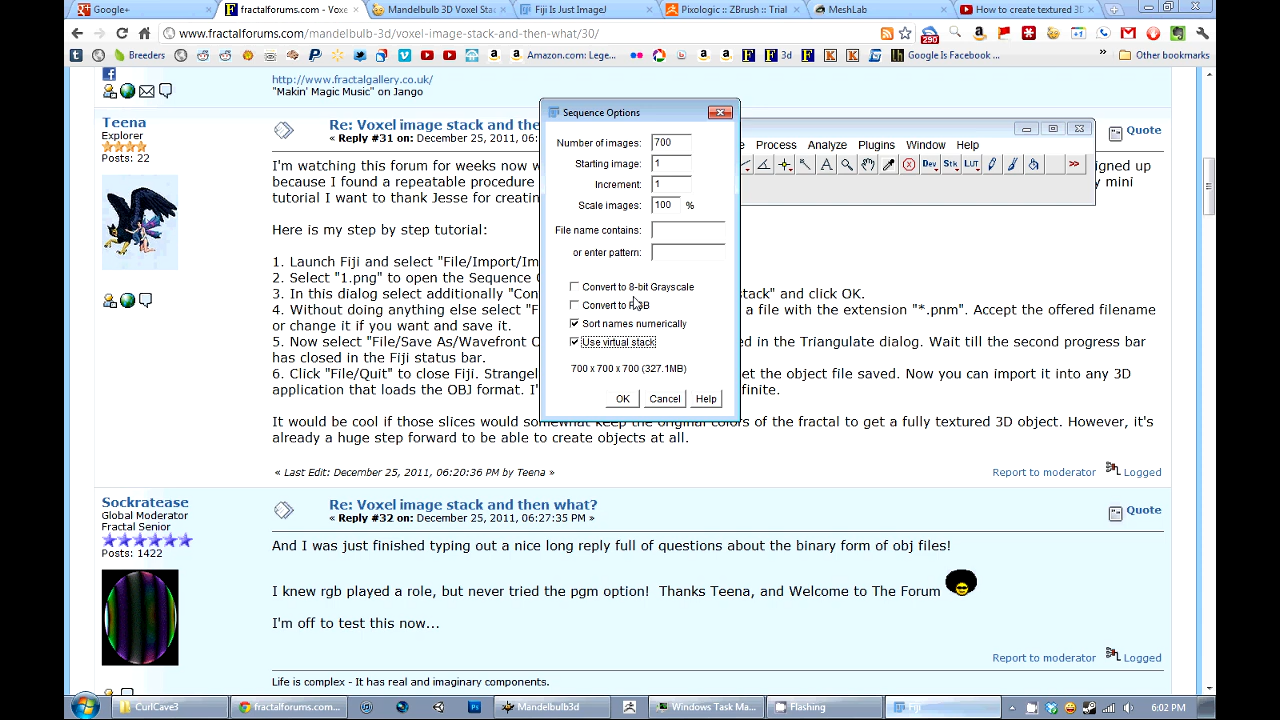 Google+
fractalforums.com - Voxe
Mandelbulb 3D Voxel Stac
Fiji Is Just ImageJ
Pixologic :: ZBrush :: Trial
MeshLab
How to create textured 3D
www.fractalforums.com/mandelbulb-3d/voxel-image-stack-and-then-what/30/
290
Breeders
Amazon.com: Lege...
3d
Google Is Facebook ...
Other bookmarks
http://www.fractalgallery.co.uk/
"Makin' Magic Music" on Jango
Teena
Explorer
Posts: 22
Re: Voxel image stack and the
« Reply #31 on: December 25, 2011, 06:
Quote
I'm watching this forum for weeks now w
igned up
because I found a repeatable procedure
y mini
tutorial I want to thank Jesse for creatin
Here is my step by step tutorial:
1. Launch Fiji and select "File/Import/Im
2. Select "1.png" to open the Sequence O
3. In this dialog select additionally "Con
stack" and click OK.
4. Without doing anything else select "F
a file with the extension "*.pnm". Accept the offered filename
or change it if you want and save it.
5. Now select "File/Save As/Wavefront O
ed in the Triangulate dialog. Wait till the second progress bar
has closed in the Fiji status bar.
6. Click "File/Quit" to close Fiji. Strangel
et the object file saved. Now you can import it into any 3D
application that loads the OBJ format. I'
finite.
It would be cool if those slices would somewhat keep the original colors of the fractal to get a fully textured 3D object. However, it's
already a huge step forward to be able to create objects at all.
« Last Edit: December 25, 2011, 06:20:36 PM by Teena »
Report to moderator
Logged
Sequence Options
Number of images: 700
Starting image: 1
Increment: 1
Scale images: 100 %
File name contains:
or enter pattern:
Convert to 8-bit Grayscale
Convert to RGB
Sort names numerically
Use virtual stack
700 x 700 x 700 (327.1MB)
OK
Cancel
Help
Process
Analyze
Plugins
Window
Help
Dev
Stk
LUT
>>
Sockratease
Global Moderator
Fractal Senior
Posts: 1422
Re: Voxel image stack and then what?
« Reply #32 on: December 25, 2011, 06:27:35 PM »
Quote
And I was just finished typing out a nice long reply full of questions about the binary form of obj files!
I knew rgb played a role, but never tried the pgm option! Thanks Teena, and Welcome to The Forum
I'm off to test this now...
Report to moderator
Logged
Life is complex - It has real and imaginary components.
CurlCave3
fractalforums.com...
Mandelbulb3d
Windows Task Ma...
Flashing
Fiji
6:02 PM